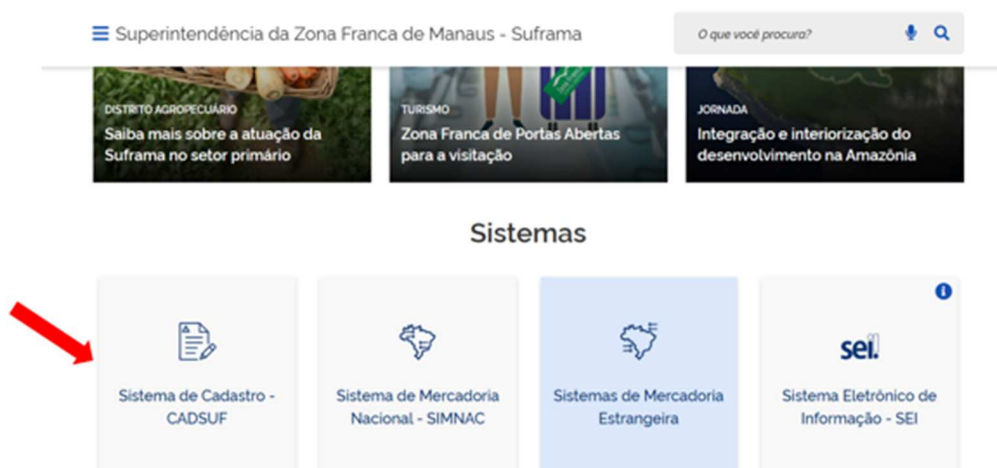 Superintendência da Zona Franca de Manaus - Suframa
O que você procura?
DISTRITO AGROPECUÁRIO
Saiba mais sobre a atuação da
Suframa no setor primário
TURISMO
Zona Franca de Portas Abertas
para a visitação
JORNADA
Integração e interiorização do
desenvolvimento na Amazônia
Sistemas
Sistema de Cadastro -
CADSUF
Sistema de Mercadoria
Nacional - SIMNAC
Sistemas de Mercadoria
Estrangeira
sei!
Sistema Eletrônico de
Informação - SEI